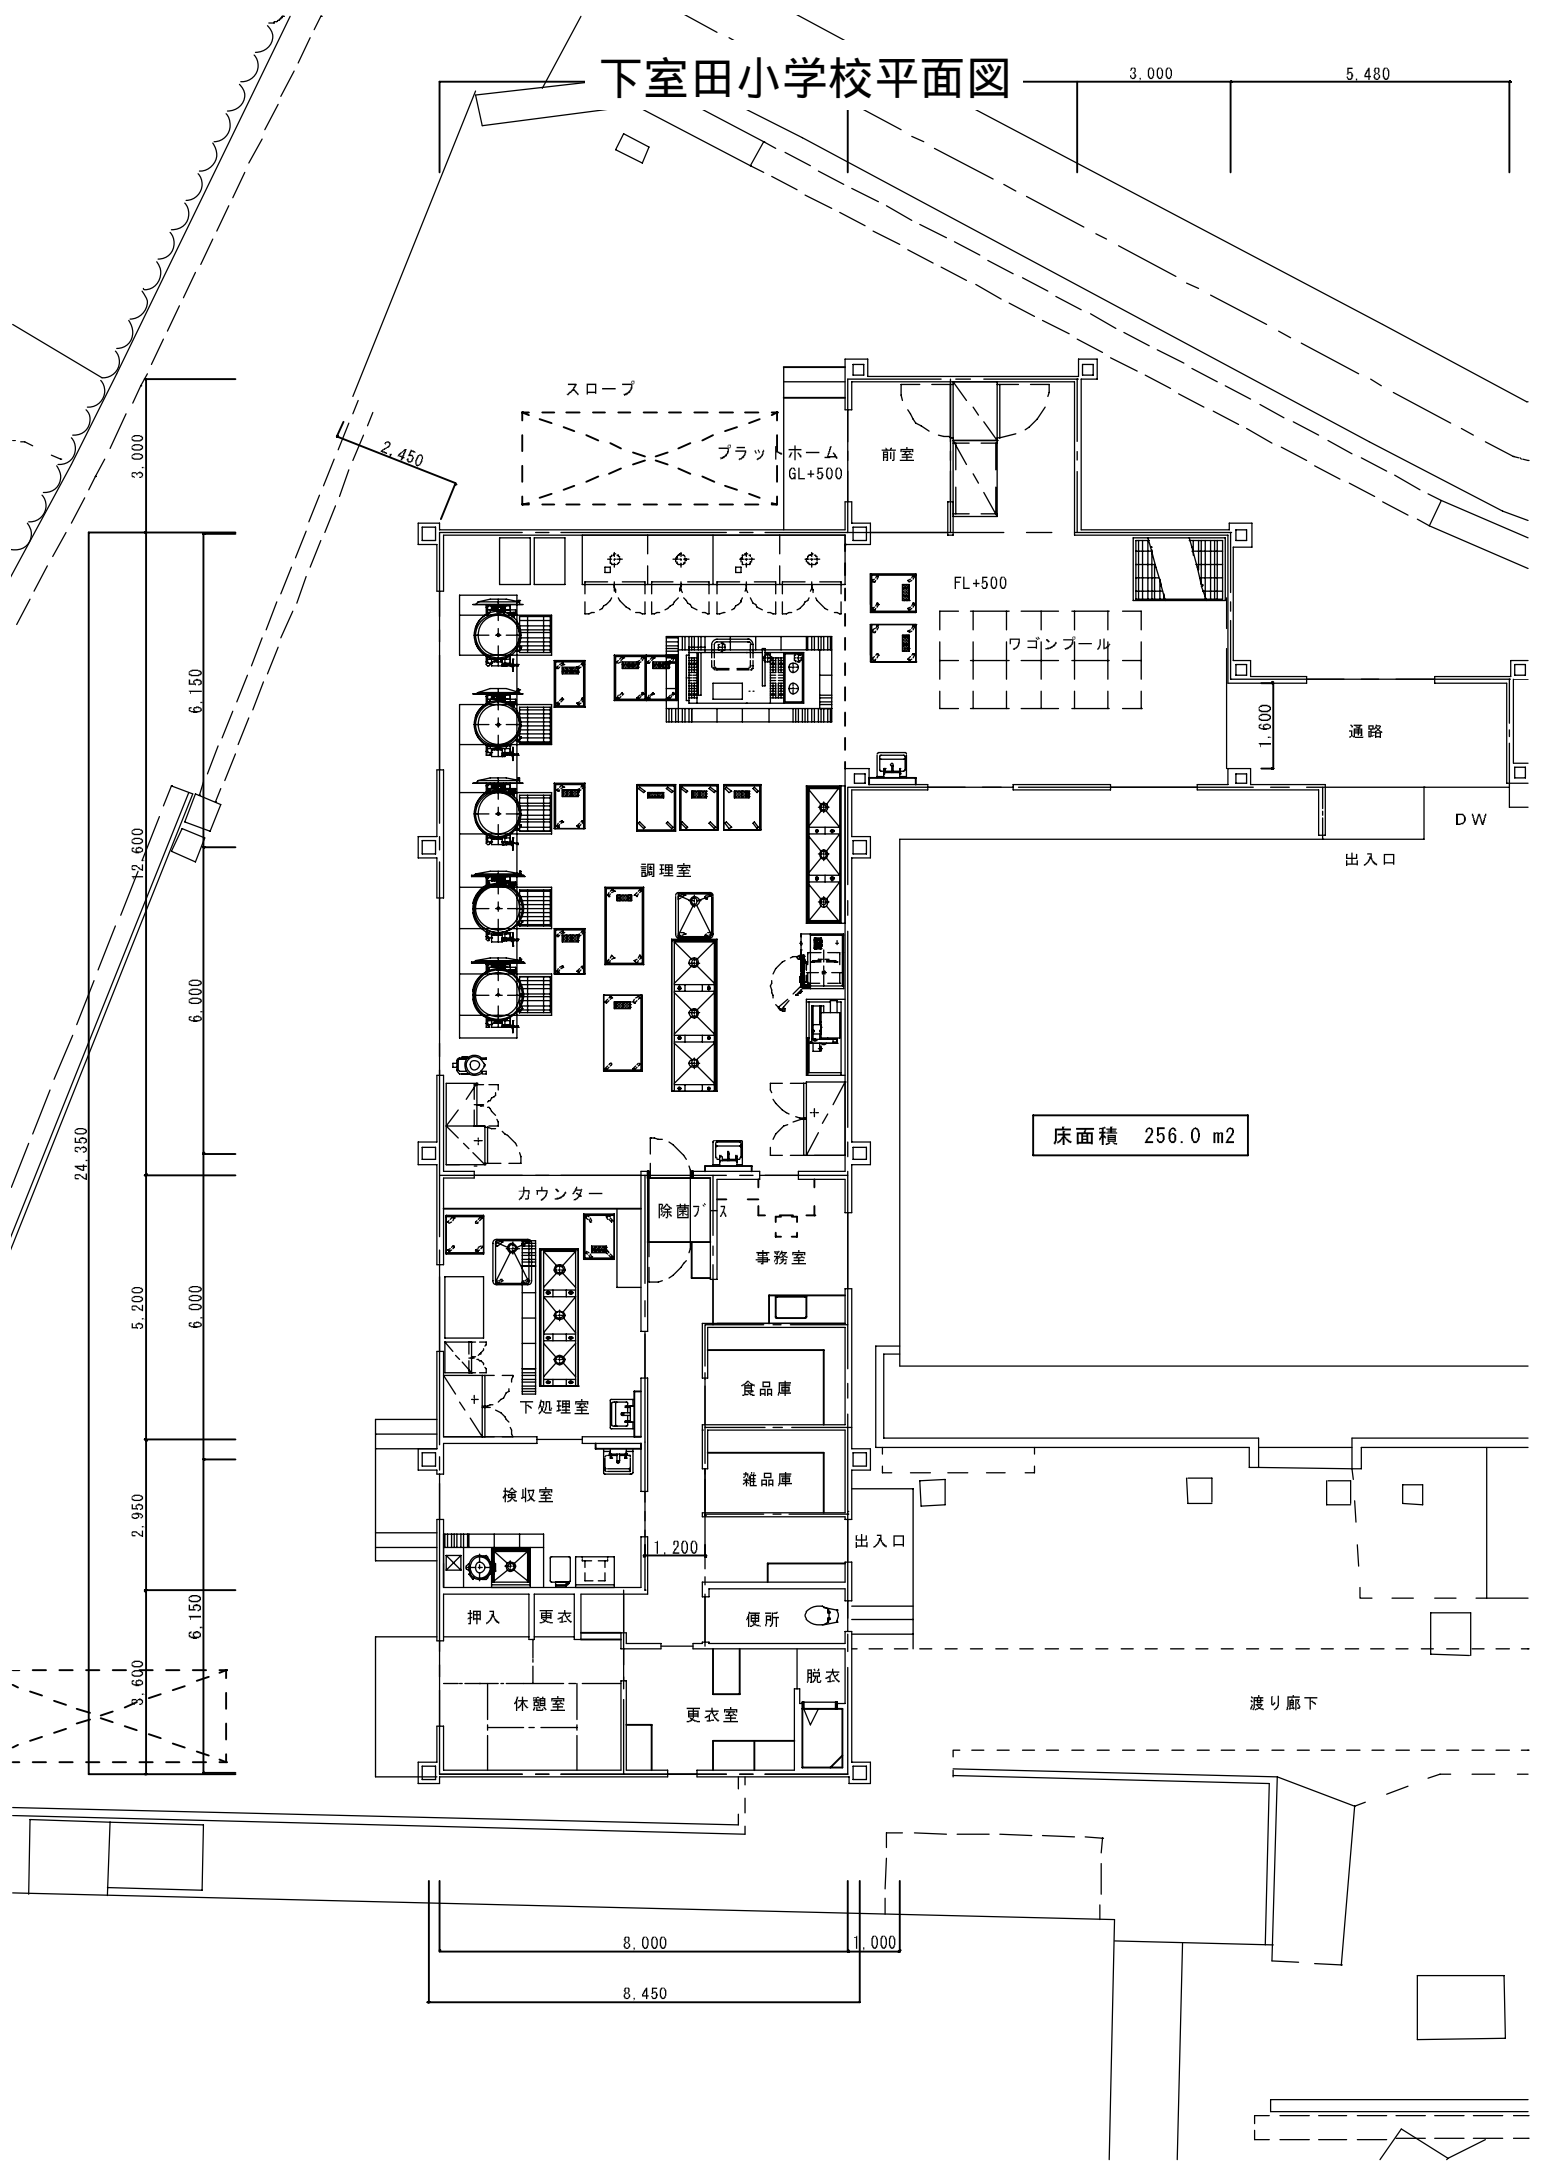 下室田小学校平面図
3,000
5,480
スロープ
3,000
2,450
プラットホーム
GL+500
前室
FL+500
ワゴンプール
6,150
1,600
通路
DW
12,600
出入口
調理室
6,000
床面積 256.0 m2
24,350
カウンター
除菌ブース
事務室
5,200
6,000
食品庫
下処理室
雑品庫
検収室
2,950
出入口
1,200
押入
更衣
便所
6,150
3,600
脱衣
休憩室
更衣室
渡り廊下
8,000
1,000
8,450